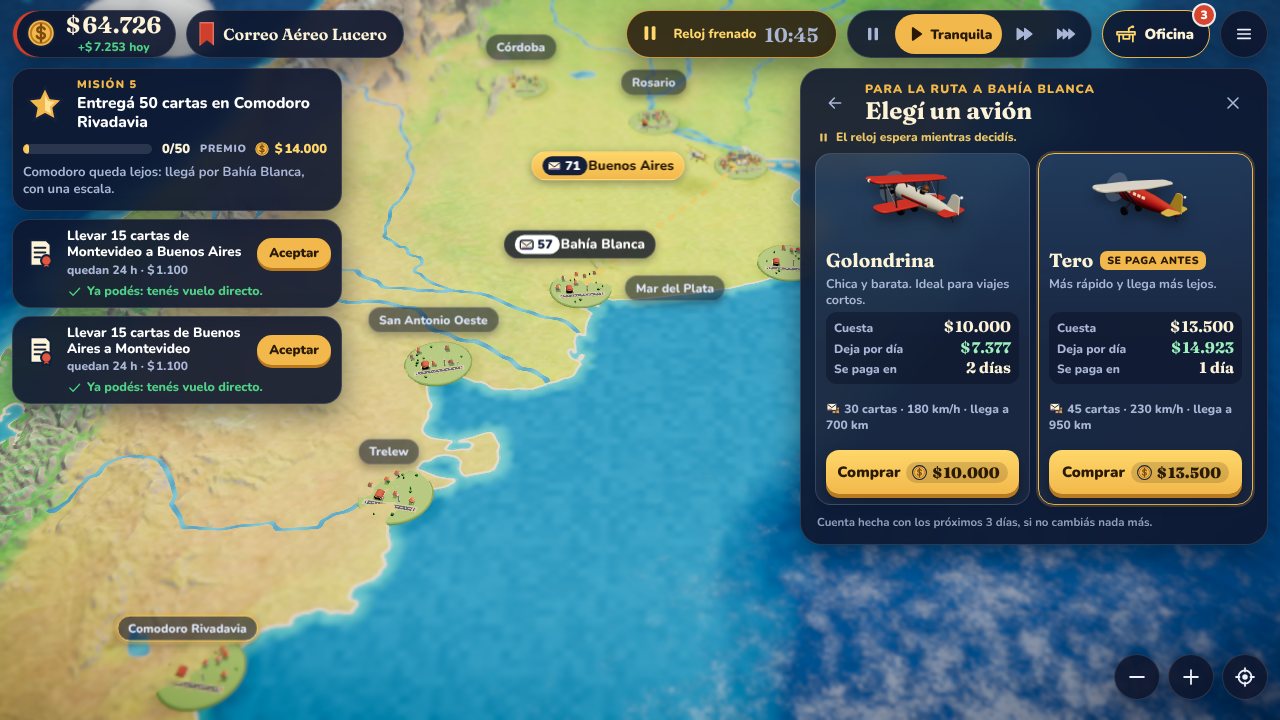 $64.726
+$7.253 hoy
Correo Aéreo Lucero
Reloj frenado 10:45
Tranquila
Oficina
3
MISIÓN 5
Entregá 50 cartas en Comodoro
Rivadavia
0/50 PREMIO $14.000
Comodoro queda lejos: llegá por Bahía Blanca,
con una escala.
Llevar 15 cartas de
Montevideo a Buenos Aires
quedan 24 h · $1.100
Aceptar
Ya podés: tenés vuelo directo.
Llevar 15 cartas de Buenos
Aires a Montevideo
quedan 24 h · $1.100
Aceptar
Ya podés: tenés vuelo directo.
Córdoba
Rosario
71 Buenos Aires
57 Bahía Blanca
Mar del Plata
San Antonio Oeste
Trelew
Comodoro Rivadavia
PARA LA RUTA A BAHÍA BLANCA
Elegí un avión
El reloj espera mientras decidís.
Golondrina
Chica y barata. Ideal para viajes
cortos.
Cuesta $10.000
Deja por día $7.377
Se paga en 2 días
30 cartas · 180 km/h · llega a
700 km
Comprar $10.000
Tero SE PAGA ANTES
Más rápido y llega más lejos.
Cuesta $13.500
Deja por día $14.923
Se paga en 1 día
45 cartas · 230 km/h · llega a
950 km
Comprar $13.500
Cuenta hecha con los próximos 3 días, si no cambiás nada más.